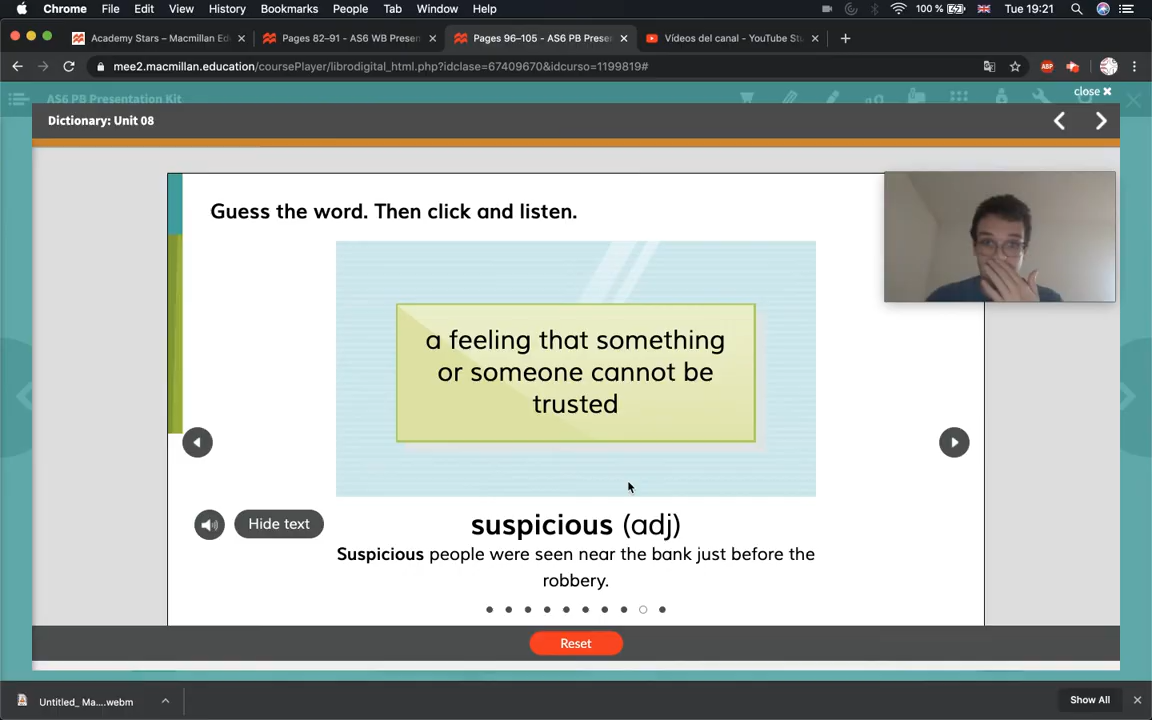 Chrome File Edit View History Bookmarks People Tab Window Help 100 % Tue 19:21
Academy Stars – Macmillan Ed Pages 82–91 - AS6 WB Presen Pages 96–105 - AS6 PB Prese Vídeos del canal - YouTube St
mee2.macmillan.education/coursePlayer/librodigital_html.php?idclase=67409670&idcurso=1199819#
ABP
AS6 PB Presentation Kit
close
Dictionary: Unit 08
Guess the word. Then click and listen.
a feeling that something
or someone cannot be
trusted
Hide text
suspicious (adj)
Suspicious people were seen near the bank just before the
robbery.
Reset
Untitled_ Ma....webm
Show All